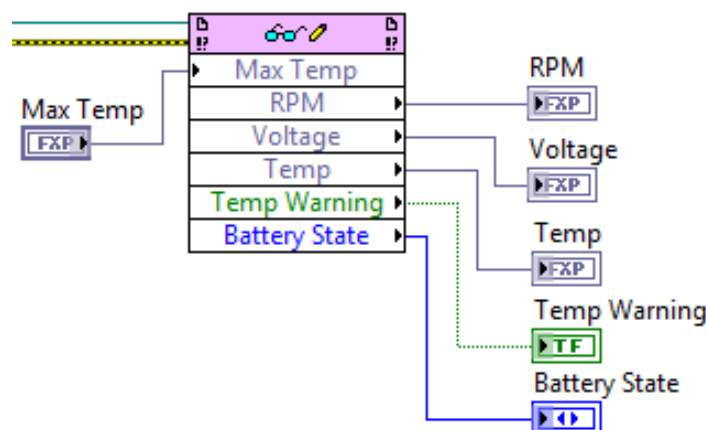 !?
!?
Max Temp
RPM
Max Temp
RPM
FXP
FXP
Voltage
Voltage
Temp
FXP
Temp Warning
Temp
Battery State
FXP
Temp Warning
TF
Battery State